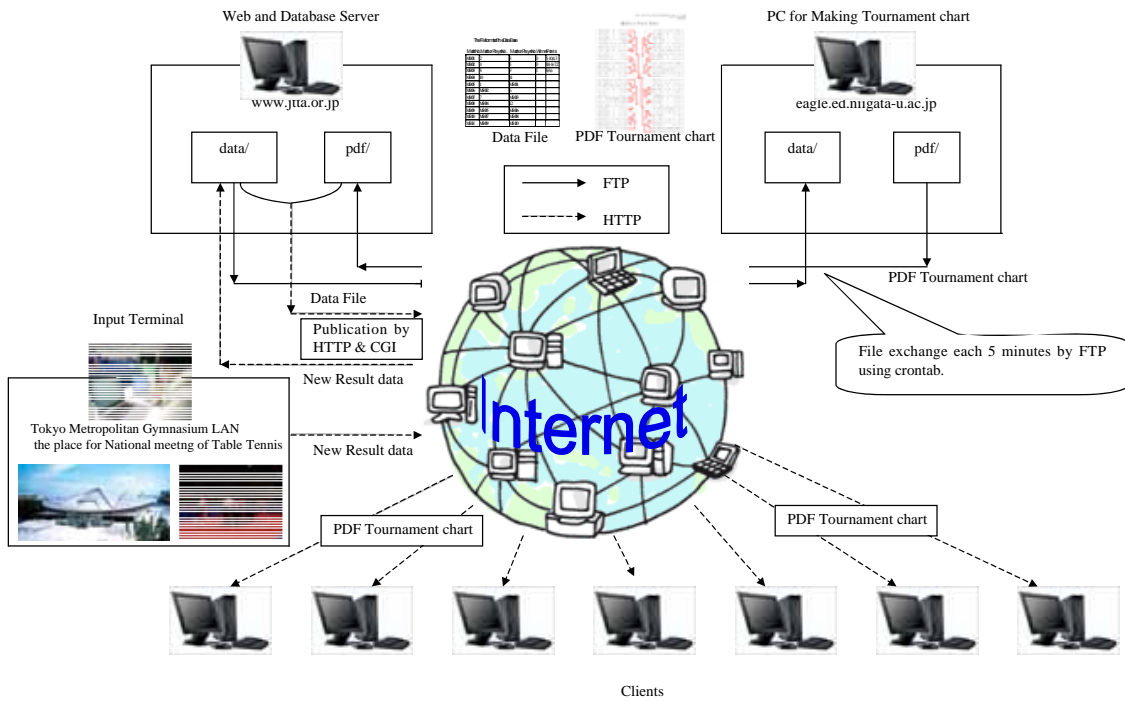 Web and Database Server
PC for Making Tournament chart
www.jtta.or.jp
eagle.ed.niigata-u.ac.jp
data/
pdf/
Data File
PDF Tournament chart
data/
pdf/
FTP
HTTP
PDF Tournament chart
Data File
Input Terminal
Publication by
HTTP & CGI
File exchange each 5 minutes by FTP
using crontab.
New Result data
Internet
Tokyo Metropolitan Gymnasium LAN
the place for National meetng of Table Tennis
New Result data
PDF Tournament chart
PDF Tournament chart
Clients